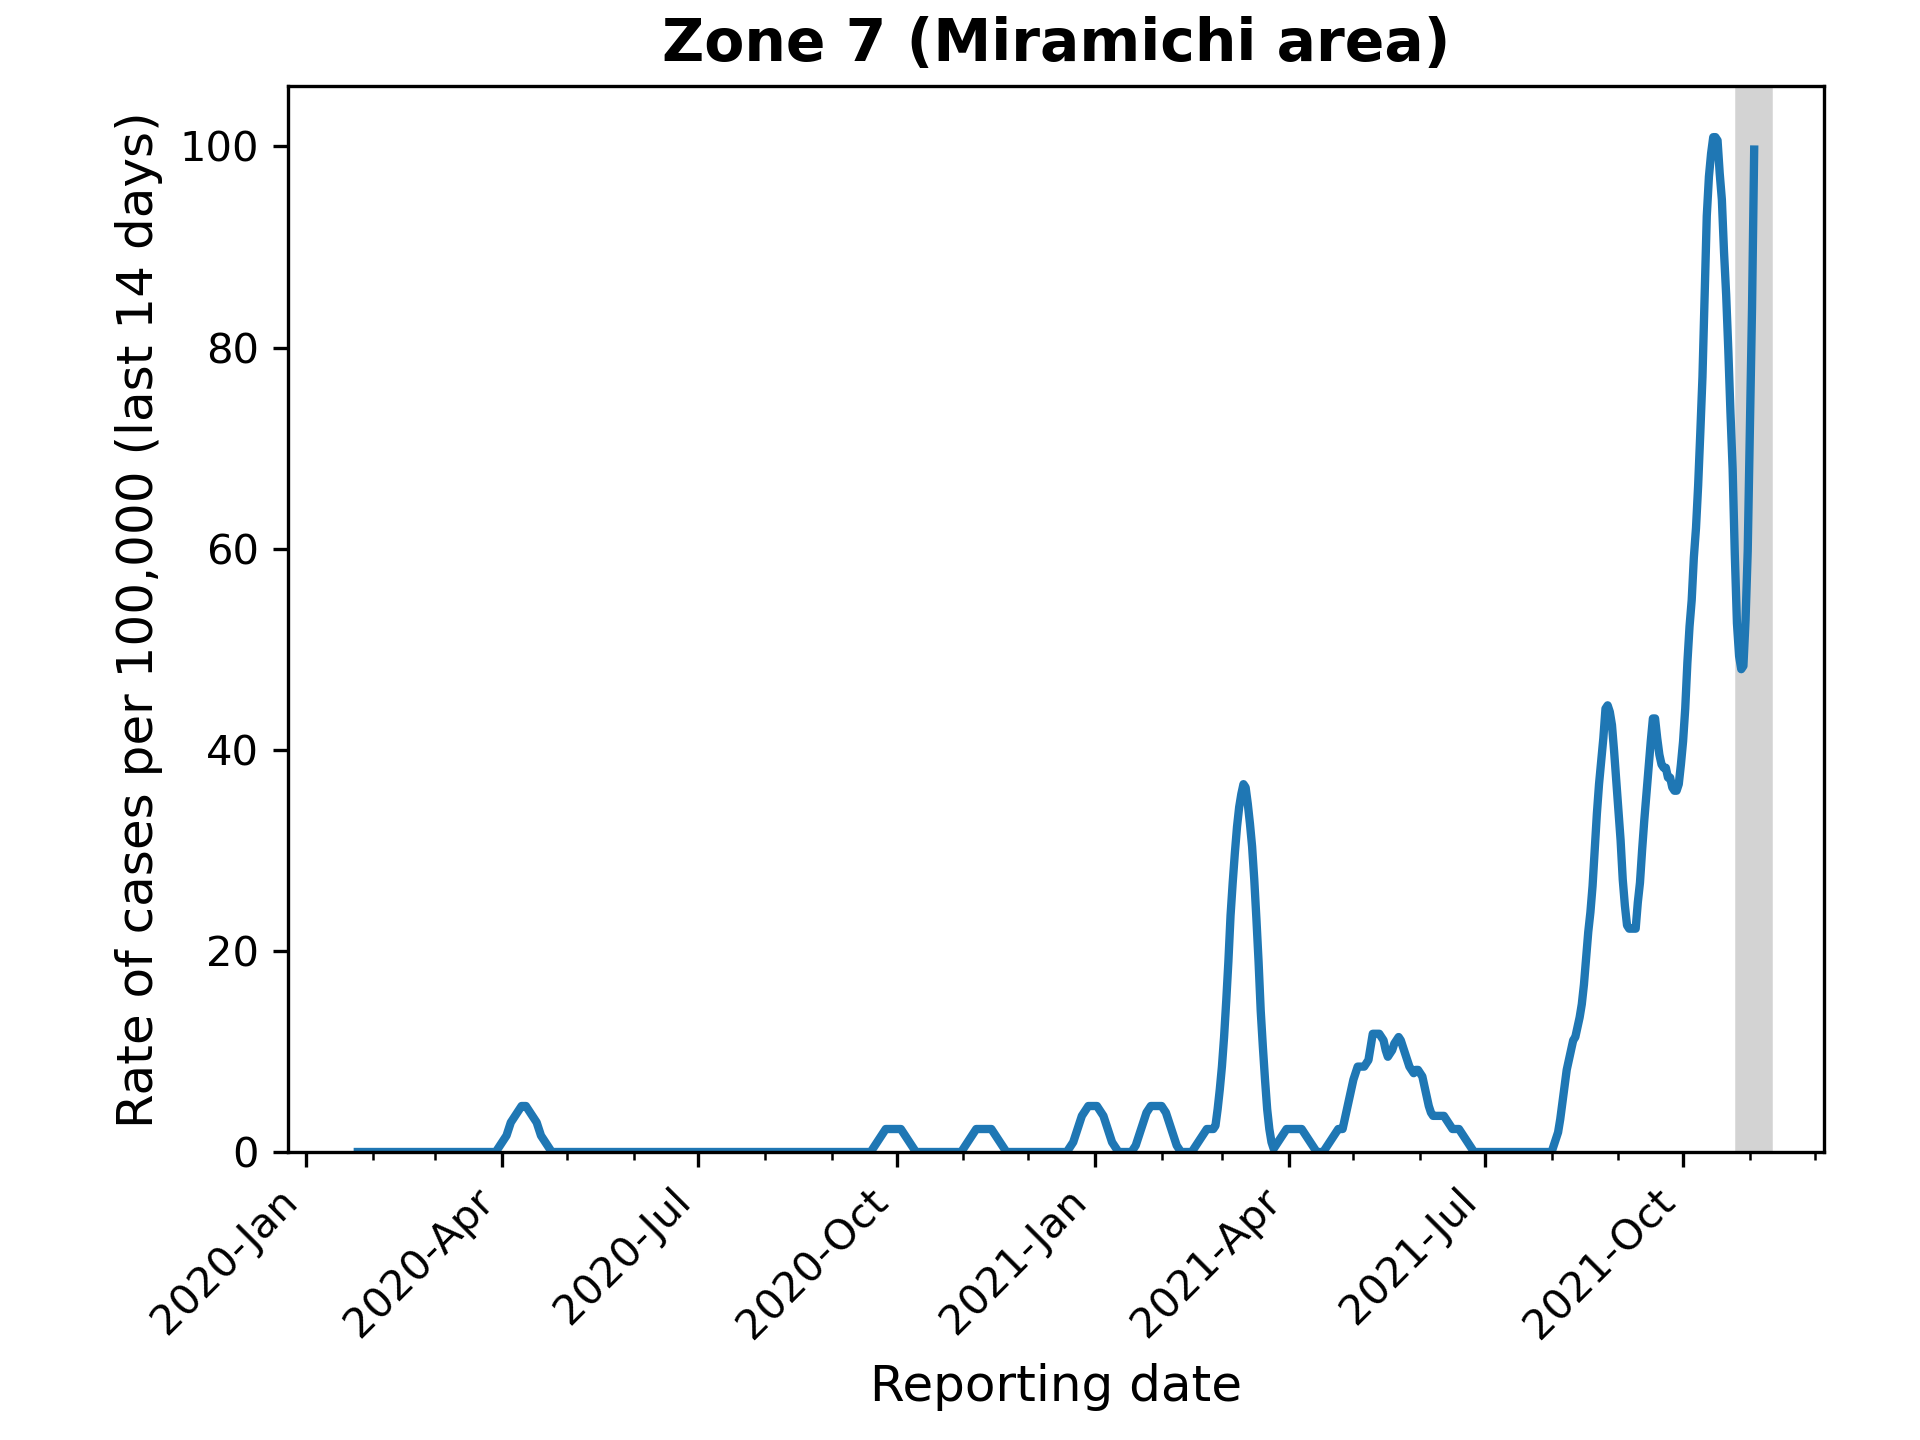 Zone 7 (Miramichi area)
Rate of cases per 100,000 (last 14 days)
100
80
60
40
20
0
2020-Jan
2020-Apr
2020-Jul
2020-Oct
2021-Jan
2021-Apr
2021-Jul
2021-Oct
Reporting date